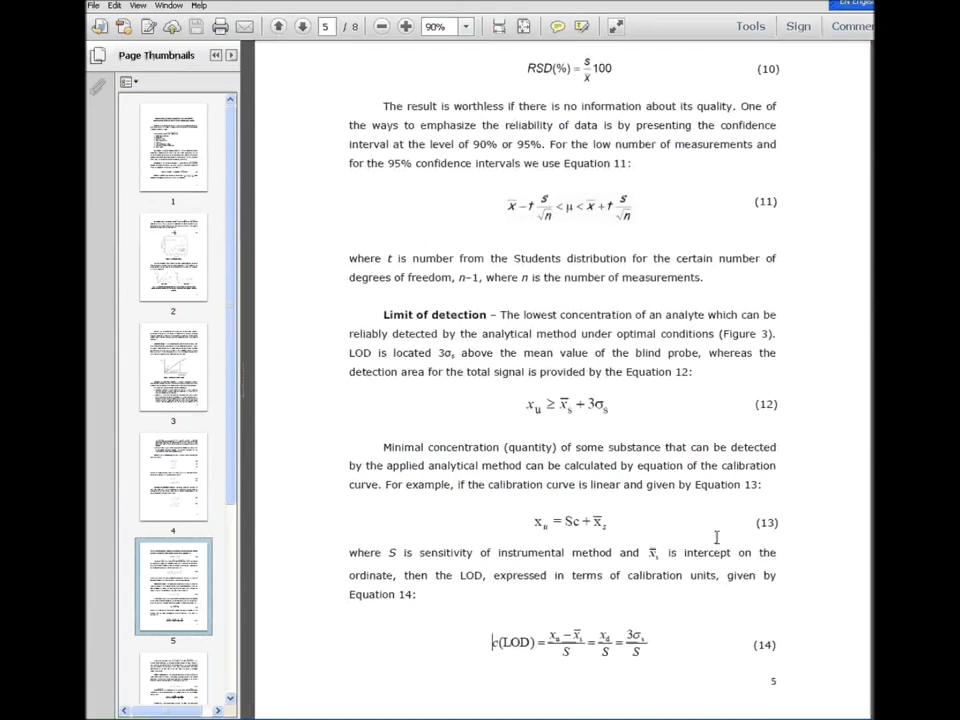 File Edit View Window Help
EN English
5 / 8 90% Tools Sign Comme
Page Thumbnails
1
2
3
4
5
RSD(%) = s/x̄ 100 (10)
The result is worthless if there is no information about its quality. One of
the ways to emphasize the reliability of data is by presenting the confidence
interval at the level of 90% or 95%. For the low number of measurements and
for the 95% confidence intervals we use Equation 11:
x̄ − t s/√n < μ < x̄ + t s/√n (11)
where t is number from the Students distribution for the certain number of
degrees of freedom, n–1, where n is the number of measurements.
Limit of detection – The lowest concentration of an analyte which can be
reliably detected by the analytical method under optimal conditions (Figure 3).
LOD is located 3σs above the mean value of the blind probe, whereas the
detection area for the total signal is provided by the Equation 12:
xu ≥ x̄s + 3σs (12)
Minimal concentration (quantity) of some substance that can be detected
by the applied analytical method can be calculated by equation of the calibration
curve. For example, if the calibration curve is linear and given by Equation 13:
xu = Sc + x̄s (13)
where S is sensitivity of instrumental method and x̄s is intercept on the
ordinate, then the LOD, expressed in terms of calibration units, given by
Equation 14:
c(LOD) = xu − x̄s/S = xd/S = 3σs/S (14)
5